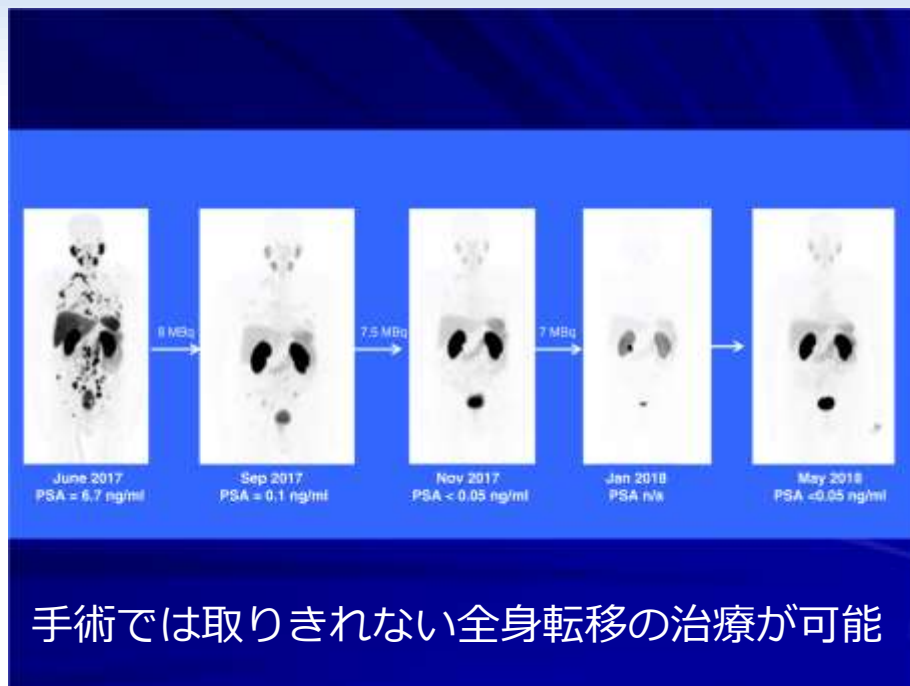 8 MBq
7.5 MBq
7 MBq
June 2017
PSA = 6.7 ng/ml
Sep 2017
PSA = 0.1 ng/ml
Nov 2017
PSA < 0.05 ng/ml
Jan 2018
PSA n/a
May 2018
PSA <0.05 ng/ml
手術では取りきれない全身転移の治療が可能